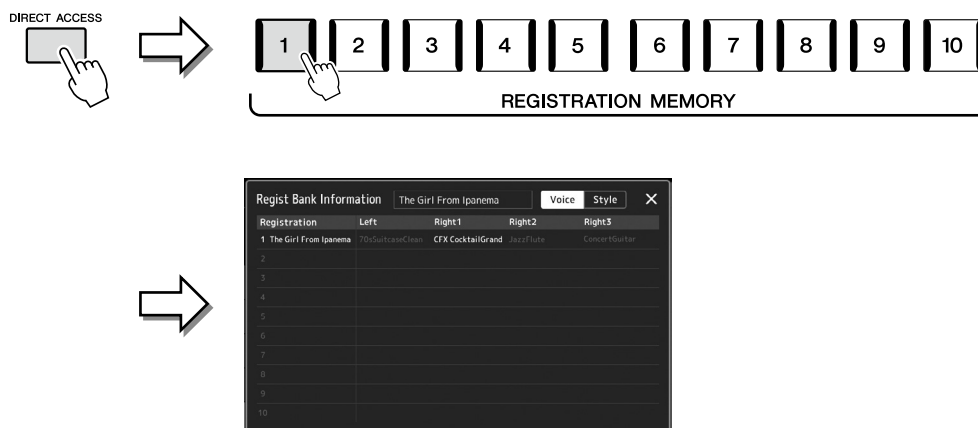 DIRECT ACCESS
1 2 3 4 5 6 7 8 9 10
REGISTRATION MEMORY
Regist Bank Information The Girl From Ipanema Voice Style ×
Registration Left Right1 Right2 Right3
1 The Girl From Ipanema 70sSuitcaseClean CFX CocktailGrand JazzFlute ConcertGuitar
2
3
4
5
6
7
8
9
10